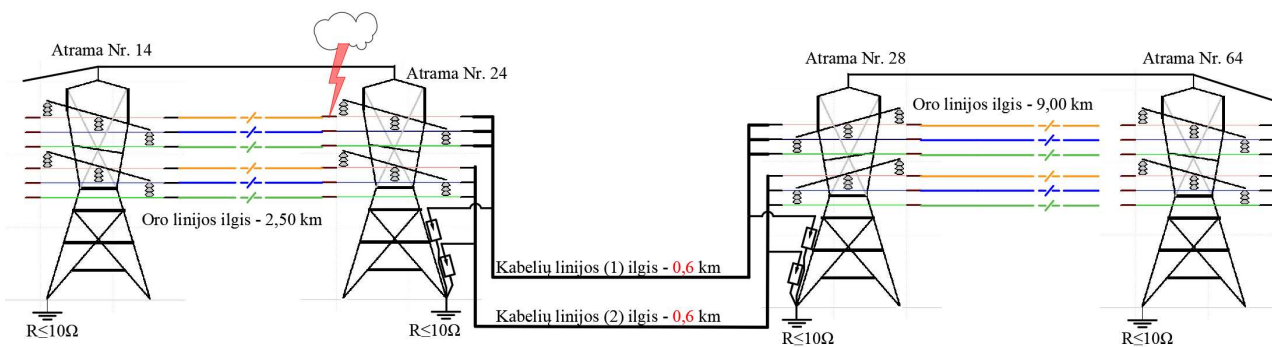 Atrama Nr. 14
Atrama Nr. 24
Atrama Nr. 28
Atrama Nr. 64
Oro linijos ilgis - 9,00 km
Oro linijos ilgis - 2,50 km
Kabelių linijos (1) ilgis - 0,6 km
Kabelių linijos (2) ilgis - 0,6 km
R≤10Ω
R≤10Ω
R≤10Ω
R≤10Ω